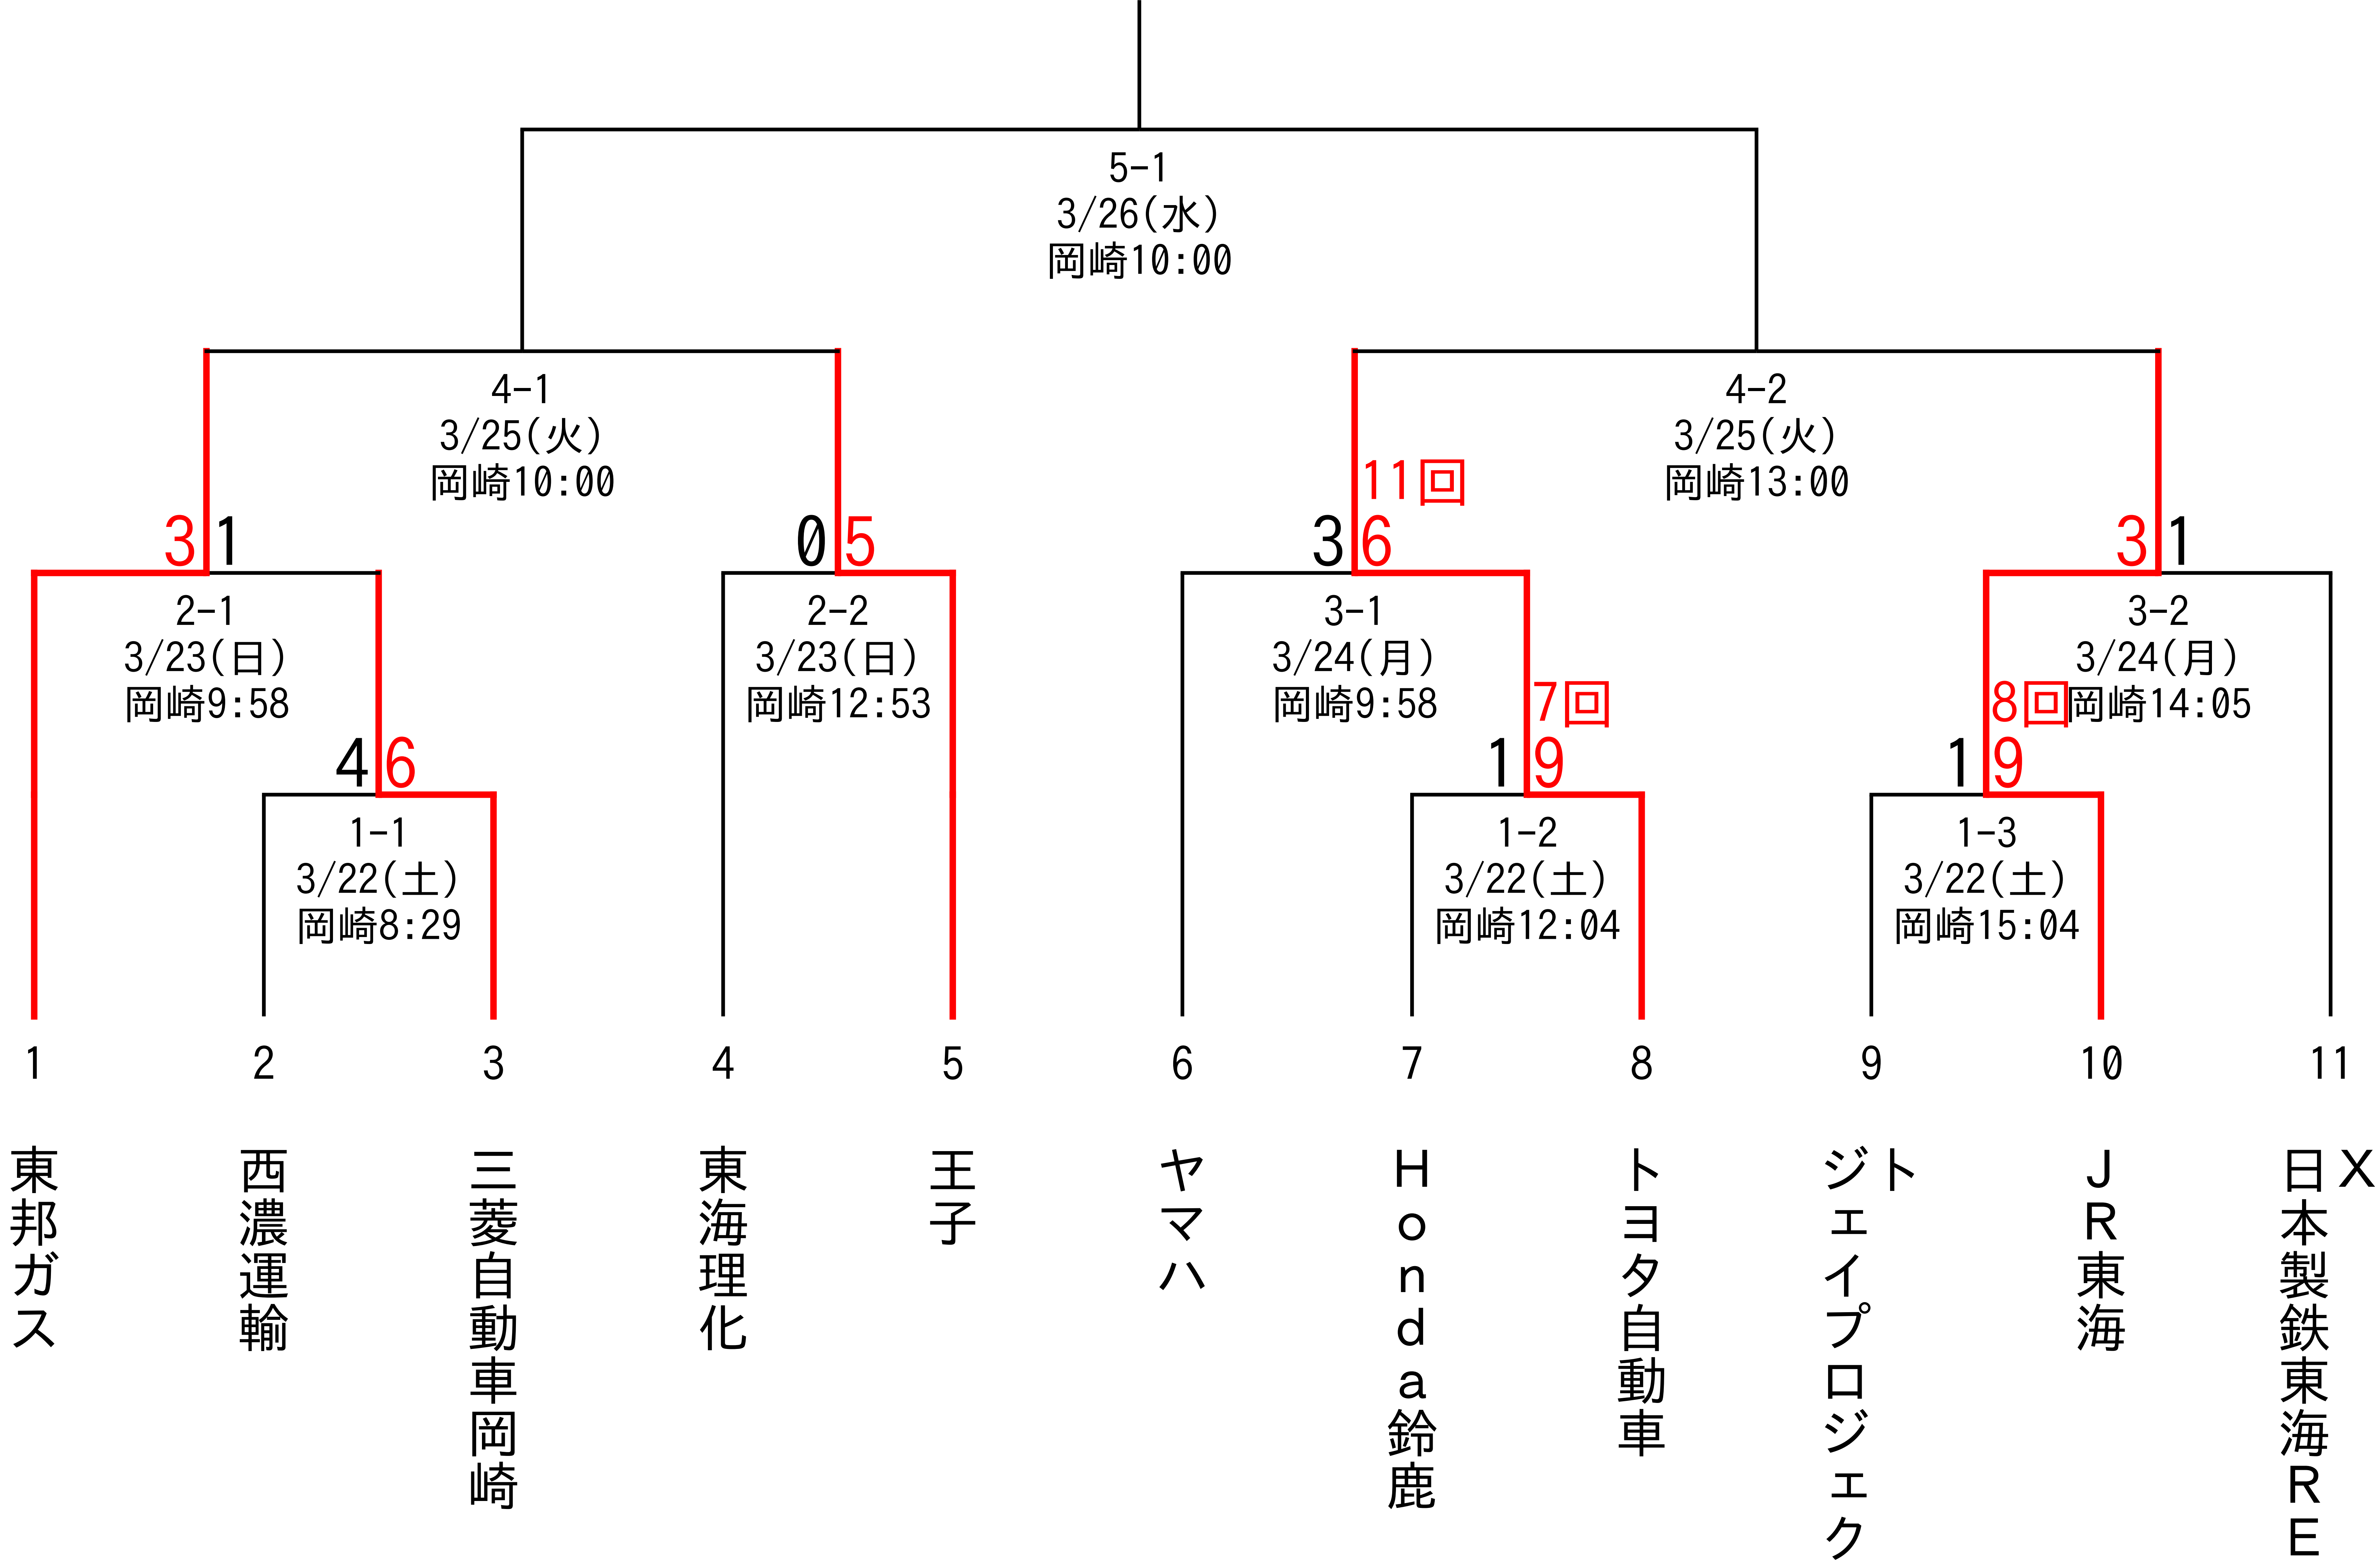 5-1
3/26(水)
岡崎10:00
4-1
3/25(火)
岡崎10:00
4-2
3/25(火)
岡崎13:00
3 1
0 5
11回
3 6
3 1
2-1
3/23(日)
岡崎9:58
2-2
3/23(日)
岡崎12:53
3-1
3/24(月)
岡崎9:58
3-2
3/24(月)
岡崎14:05
4 6
7回
1 9
8回
1 9
1-1
3/22(土)
岡崎8:29
1-2
3/22(土)
岡崎12:04
1-3
3/22(土)
岡崎15:04
1 2 3 4 5 6 7 8 9 10 11
東邦ガス
西濃運輸
三菱自動車岡崎
東海理化
王子
ヤマハ
Honda鈴鹿
トヨタ自動車
ジェイプロジェク
ト
JR東海
日本製鉄東海RE
X